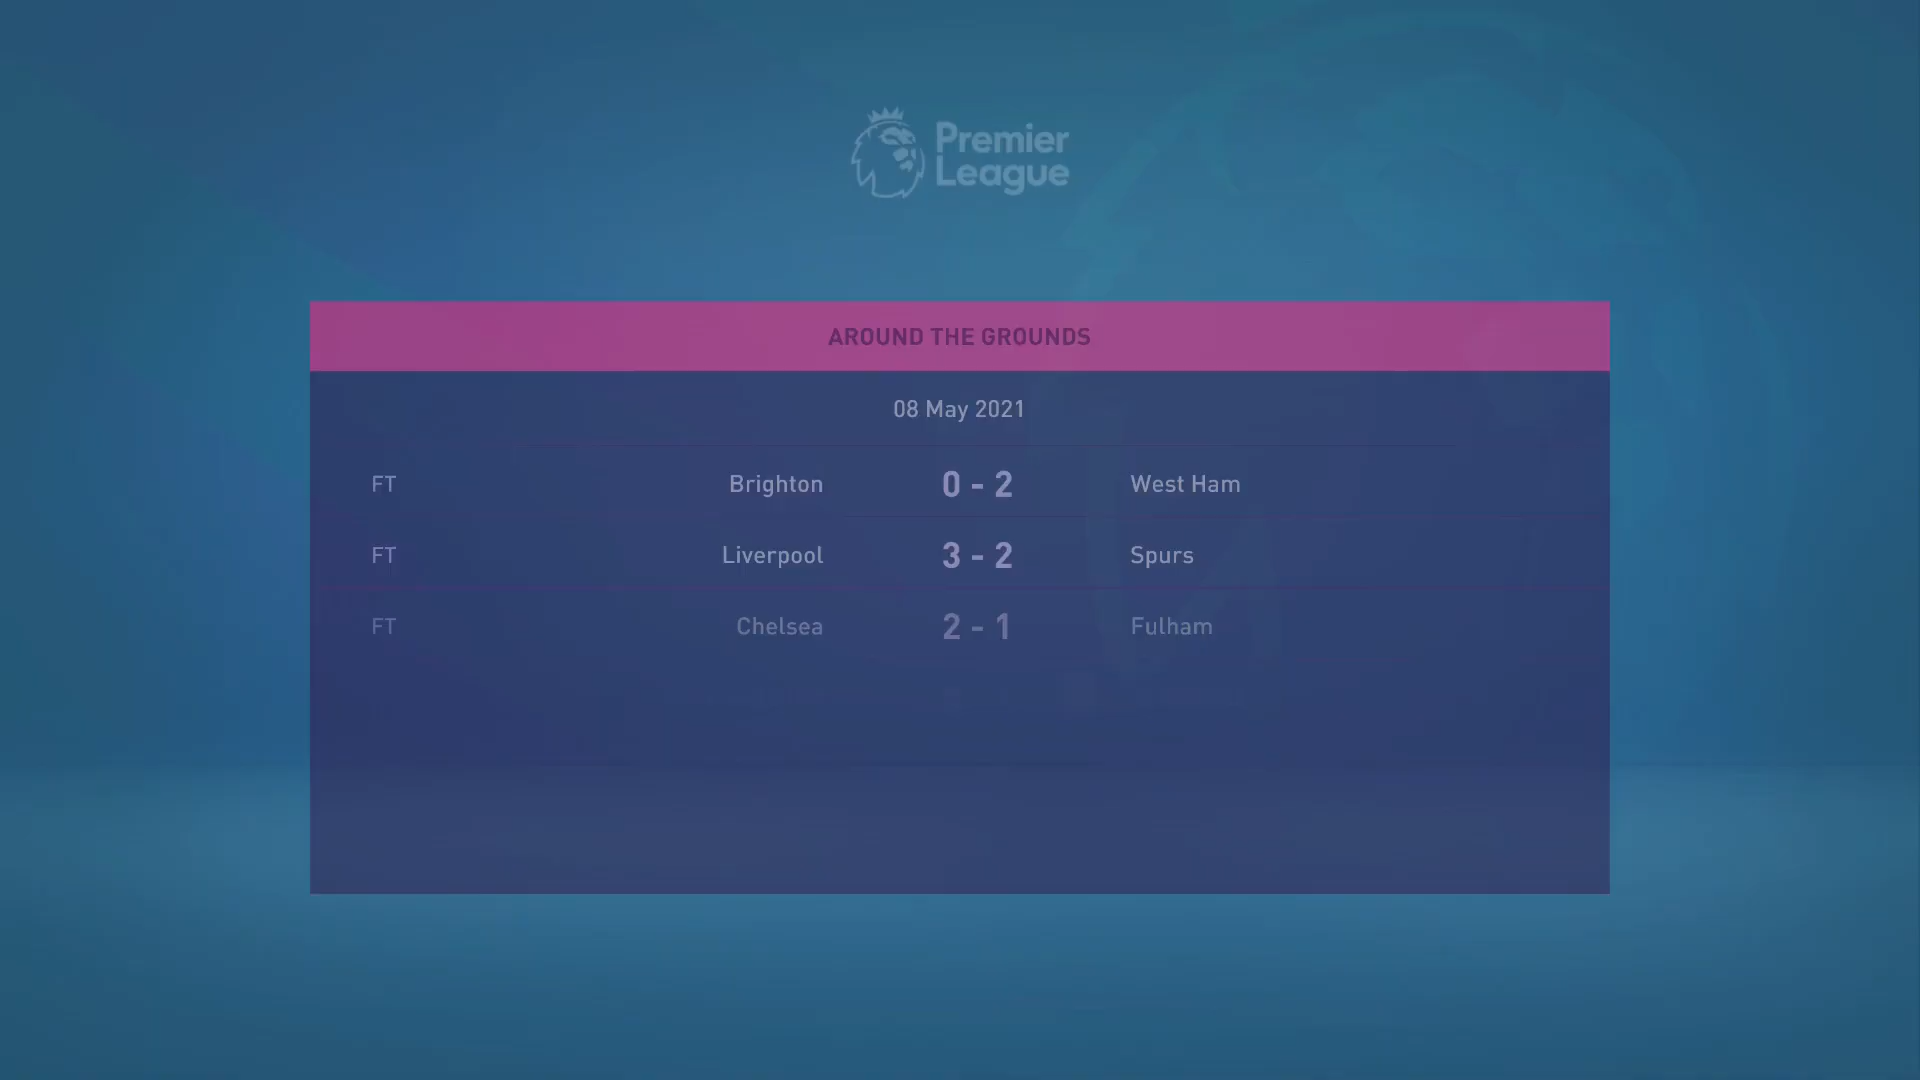 Premier
League
AROUND THE GROUNDS
08 May 2021
FT Brighton 0 - 2 West Ham
FT Liverpool 3 - 2 Spurs
FT Chelsea 2 - 1 Fulham